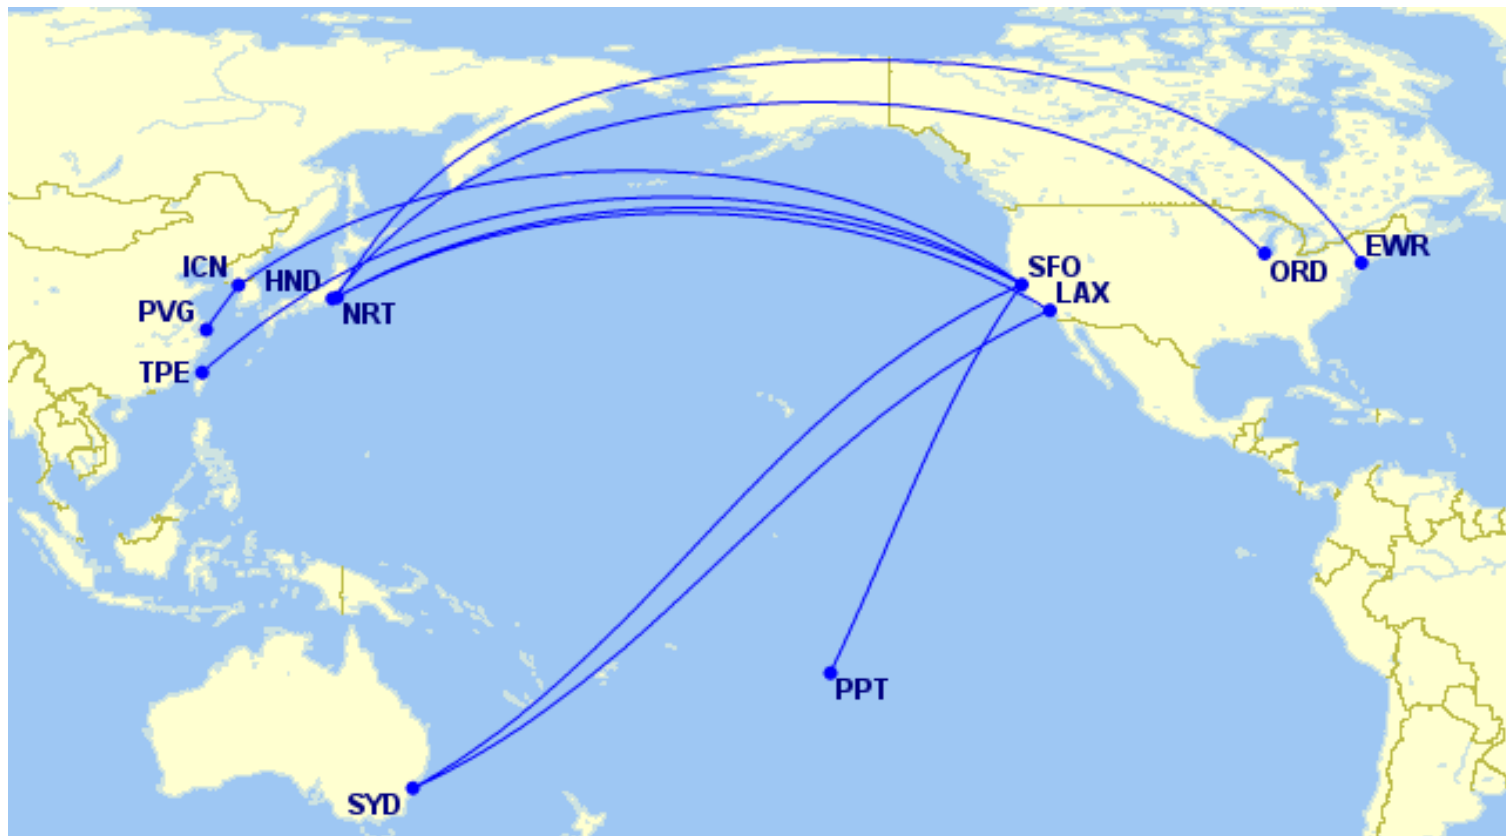 EWR
SFO
ICN
ORD
HND
LAX
PVG
NRT
TPE
PPT
SYD